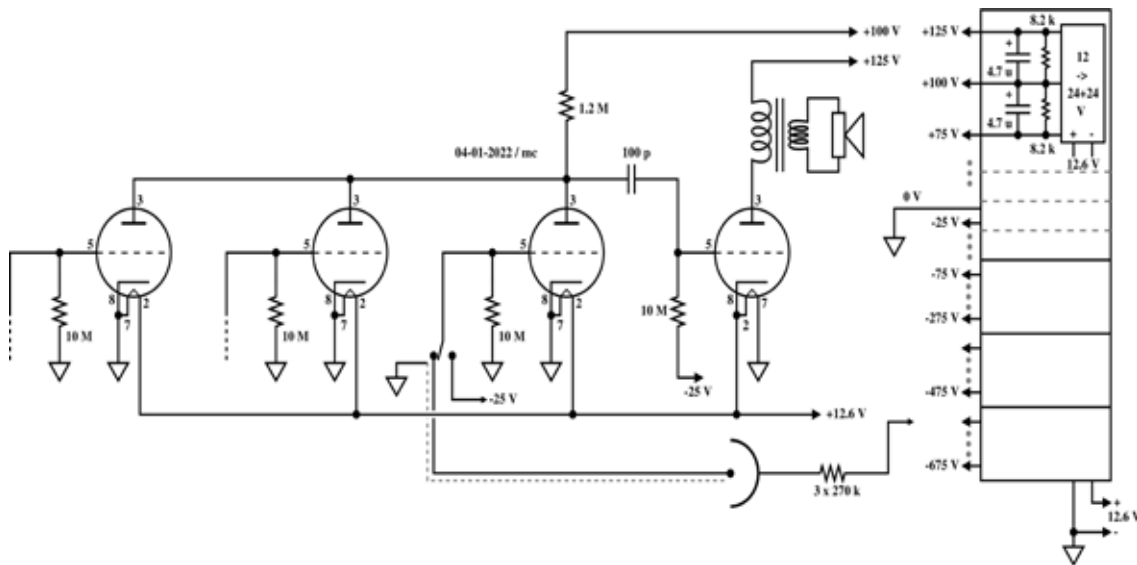 +100 V
+125 V
1.2 M
04-01-2022 / mc
100 p
3
3
3
3
5
5
5
5
8
2
7
8
2
7
8
2
7
8
7
2
10 M
10 M
10 M
10 M
-25 V
-25 V
+12.6 V
3 x 270 k
+125 V
8.2 k
+
4.7 u
+100 V
+
4.7 u
+75 V
8.2 k
12
->
24+24
V
+ -
12.6 V
0 V
-25 V
-75 V
-275 V
-475 V
-675 V
+
12.6 V
-